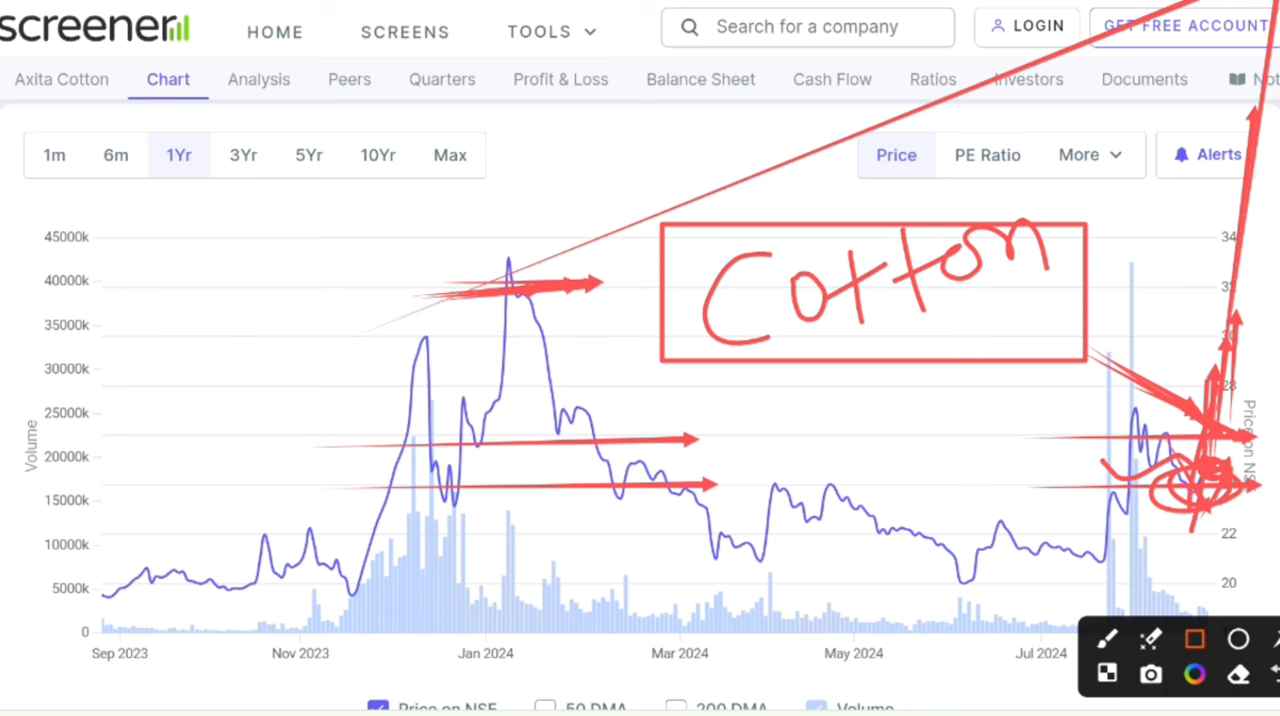 screener HOME SCREENS TOOLS Search for a company LOGIN GET FREE ACCOUNT
Axita Cotton Chart Analysis Peers Quarters Profit & Loss Balance Sheet Cash Flow Ratios Investors Documents Not
1m 6m 1Yr 3Yr 5Yr 10Yr Max Price PE Ratio More Alerts
Cotton
45000k 34
40000k
35000k
30000k
28
25000k
20000k
15000k
22
10000k
20
5000k
0
Volume
Price on NS
Sep 2023 Nov 2023 Jan 2024 Mar 2024 May 2024 Jul 2024
Price on NSE 50 DMA 200 DMA Volume